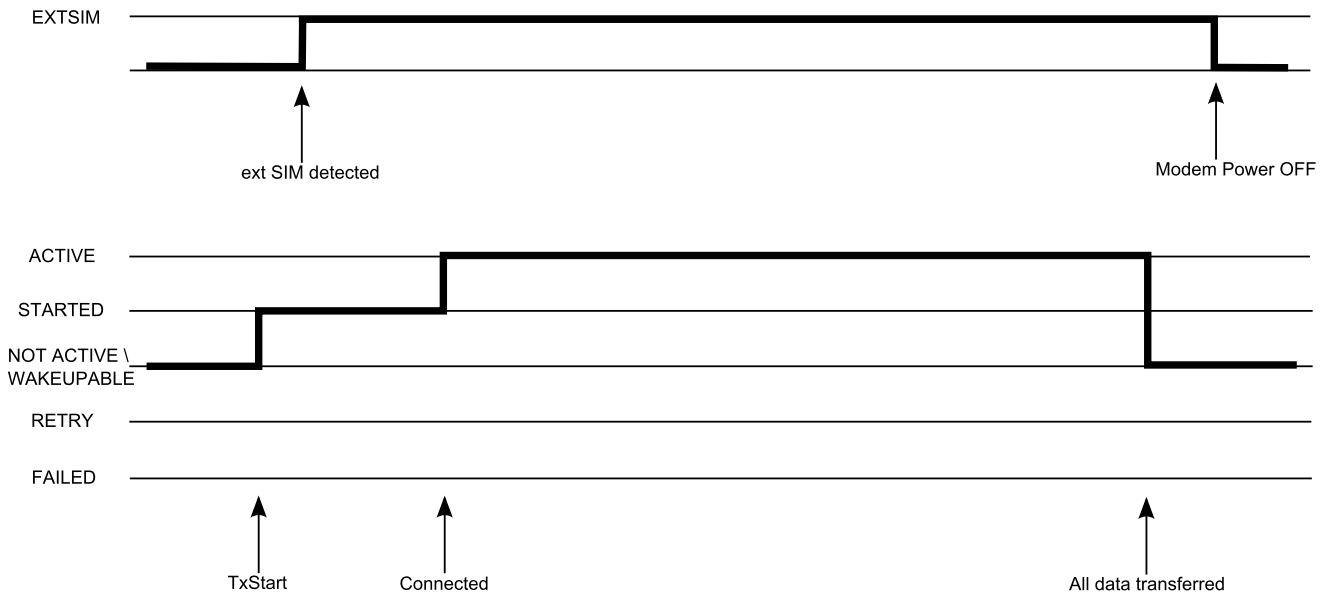 EXTSIM
ext SIM detected
Modem Power OFF
ACTIVE
STARTED
NOT ACTIVE \
WAKEUPABLE
RETRY
FAILED
TxStart
Connected
All data transferred